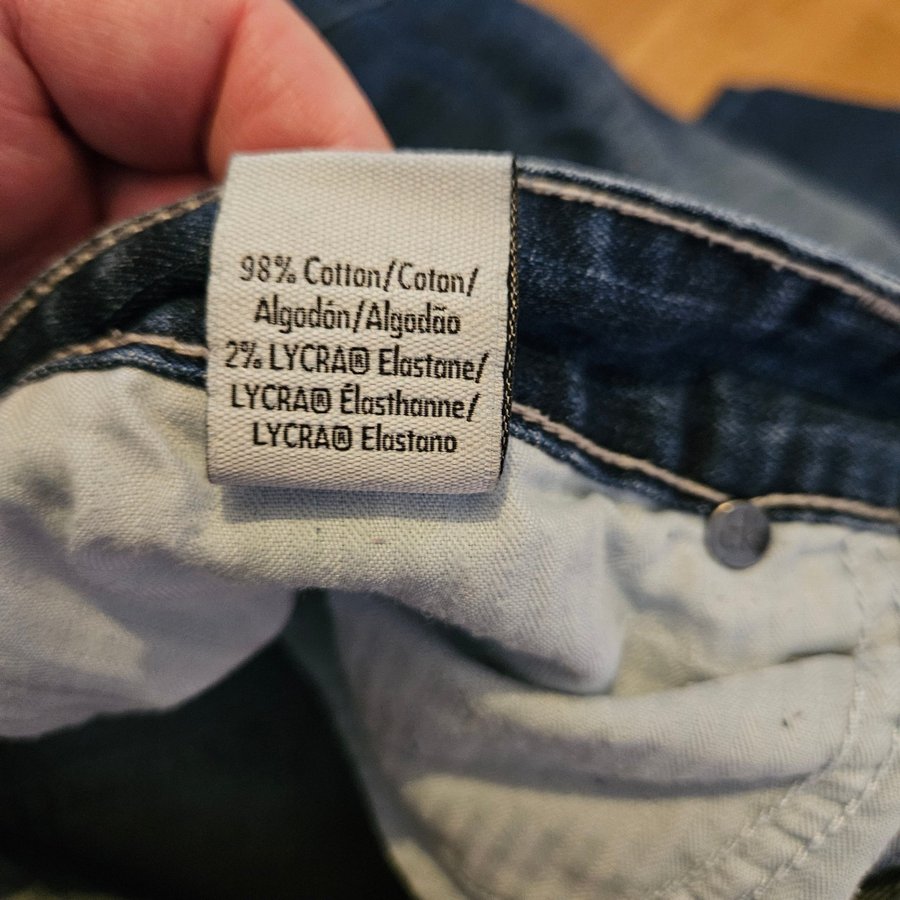 98% Cotton/Coton/
Algodón/Algodão
2% LYCRA® Elastane/
LYCRA® Élasthanne/
LYCRA® Elastano